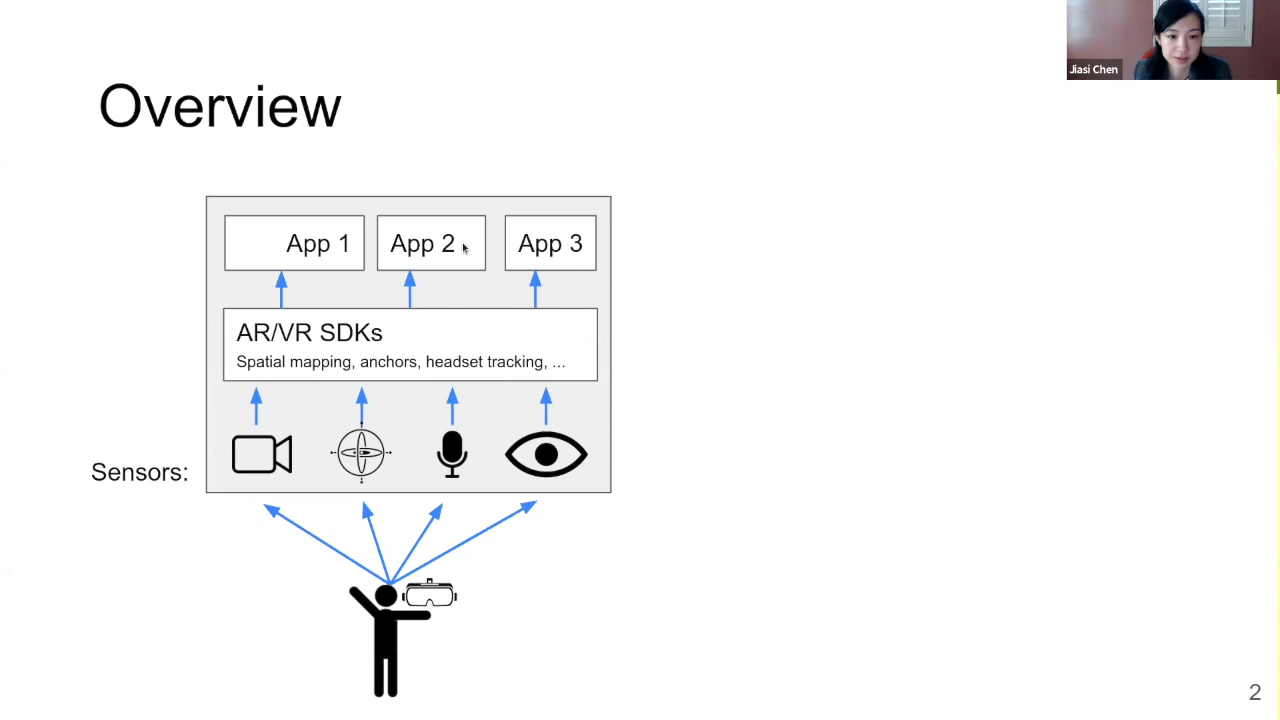 Jiasi Chen
Overview
App 1
App 2
App 3
AR/VR SDKs
Spatial mapping, anchors, headset tracking, ...
Sensors:
2